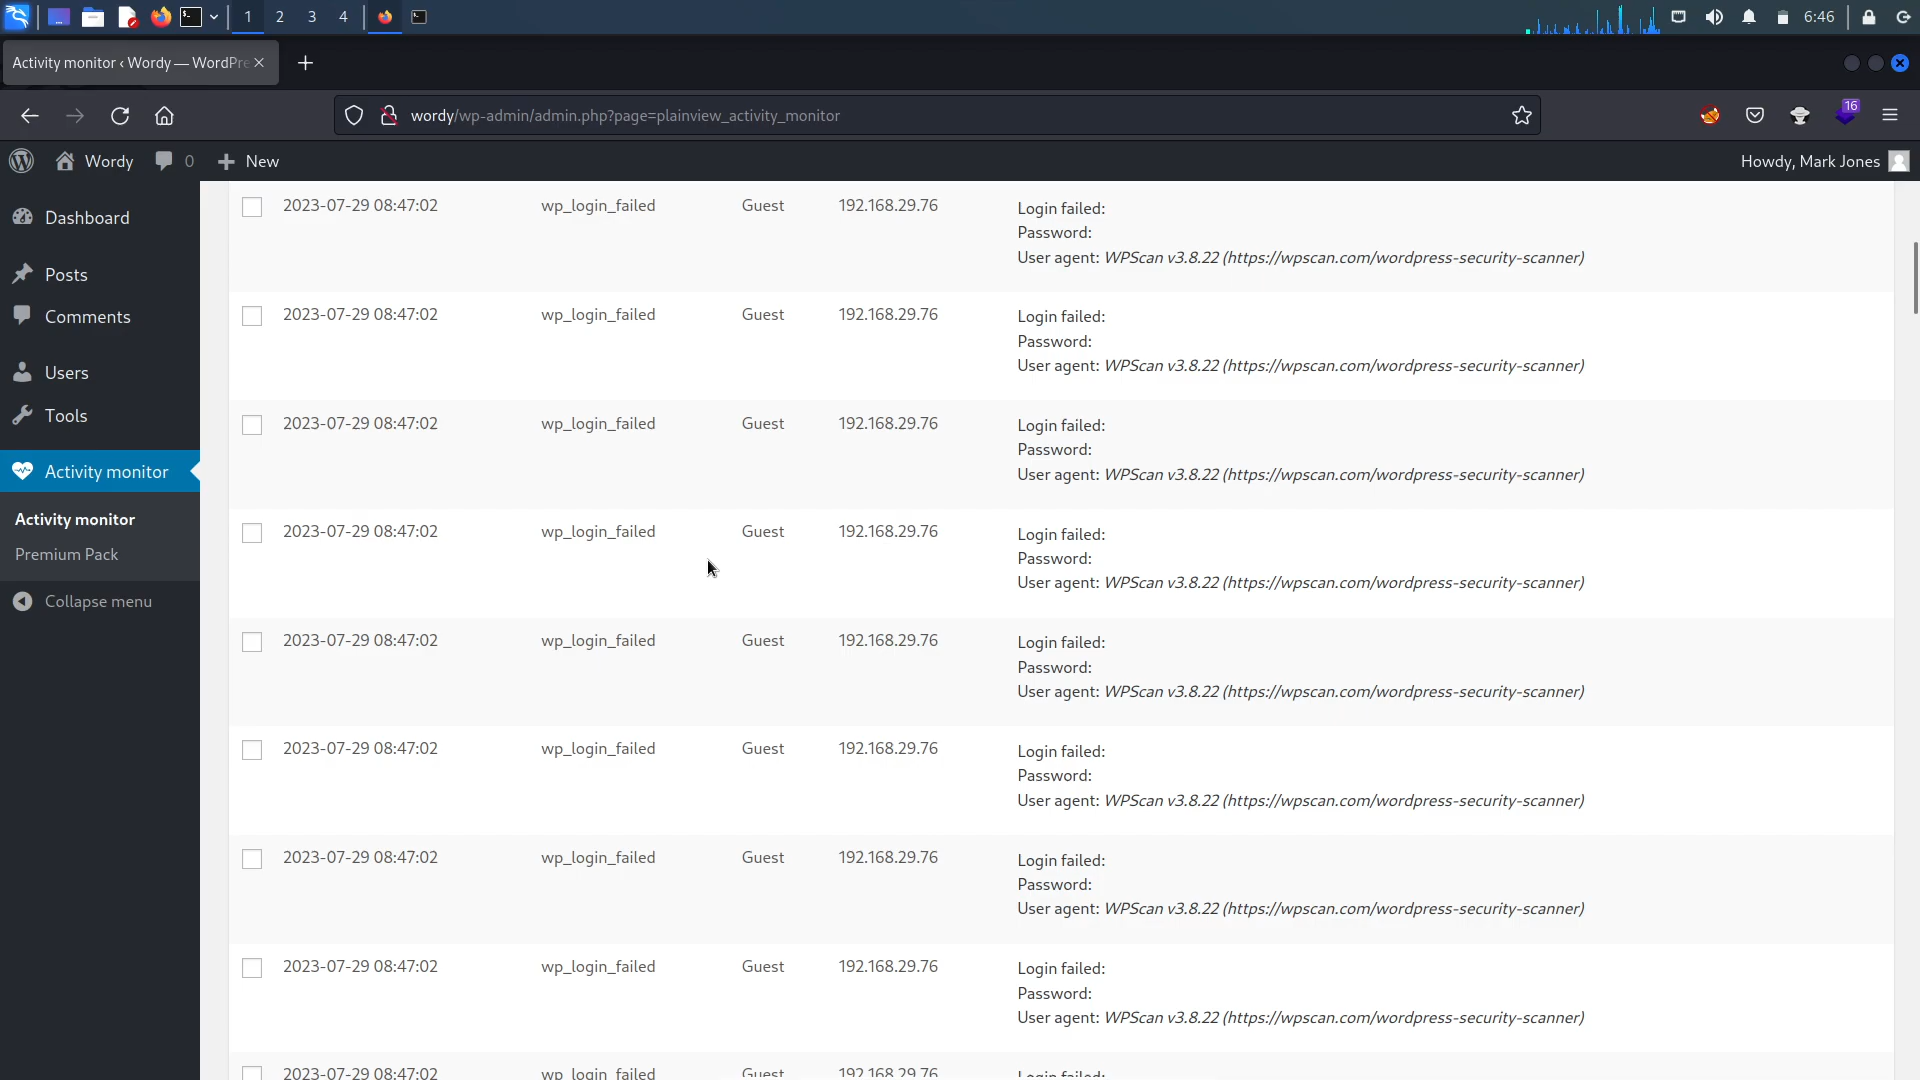 1 2 3 4 6:46
Activity monitor ‹ Wordy — WordPre
wordy/wp-admin/admin.php?page=plainview_activity_monitor
16
Wordy 0 New Howdy, Mark Jones
Dashboard
Posts
Comments
Users
Tools
Activity monitor
Activity monitor
Premium Pack
Collapse menu
2023-07-29 08:47:02 wp_login_failed Guest 192.168.29.76 Login failed:
Password:
User agent: WPScan v3.8.22 (https://wpscan.com/wordpress-security-scanner)
2023-07-29 08:47:02 wp_login_failed Guest 192.168.29.76 Login failed:
Password:
User agent: WPScan v3.8.22 (https://wpscan.com/wordpress-security-scanner)
2023-07-29 08:47:02 wp_login_failed Guest 192.168.29.76 Login failed:
Password:
User agent: WPScan v3.8.22 (https://wpscan.com/wordpress-security-scanner)
2023-07-29 08:47:02 wp_login_failed Guest 192.168.29.76 Login failed:
Password:
User agent: WPScan v3.8.22 (https://wpscan.com/wordpress-security-scanner)
2023-07-29 08:47:02 wp_login_failed Guest 192.168.29.76 Login failed:
Password:
User agent: WPScan v3.8.22 (https://wpscan.com/wordpress-security-scanner)
2023-07-29 08:47:02 wp_login_failed Guest 192.168.29.76 Login failed:
Password:
User agent: WPScan v3.8.22 (https://wpscan.com/wordpress-security-scanner)
2023-07-29 08:47:02 wp_login_failed Guest 192.168.29.76 Login failed:
Password:
User agent: WPScan v3.8.22 (https://wpscan.com/wordpress-security-scanner)
2023-07-29 08:47:02 wp_login_failed Guest 192.168.29.76 Login failed:
Password:
User agent: WPScan v3.8.22 (https://wpscan.com/wordpress-security-scanner)
2023-07-29 08:47:02 wp_login_failed Guest 192.168.29.76 Login failed: